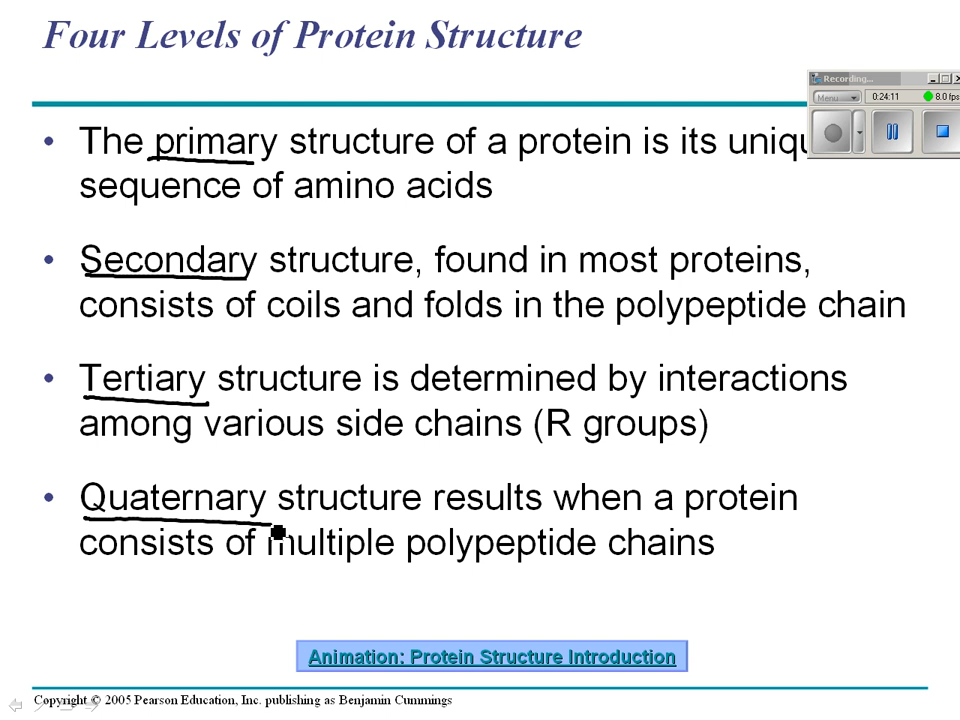 Four Levels of Protein Structure
Recording...
Menu
0:24:11
8.0 fps
• The primary structure of a protein is its
sequence of amino acids
• Secondary structure, found in most proteins,
consists of coils and folds in the polypeptide chain
• Tertiary structure is determined by interactions
among various side chains (R groups)
• Quaternary structure results when a protein
consists of multiple polypeptide chains
Animation: Protein Structure Introduction
Copyright © 2005 Pearson Education, Inc. publishing as Benjamin Cummings